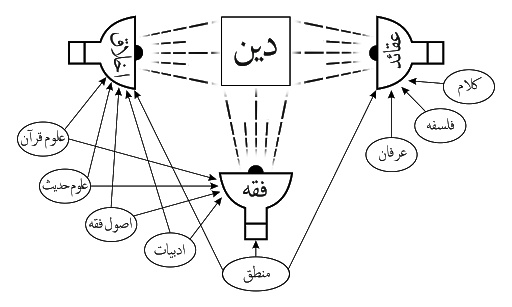 دین
عقائد
اخلاق
فقه
کلام
فلسفه
عرفان
علوم قرآن
علوم حدیث
اصول فقه
ادبیات
منطق